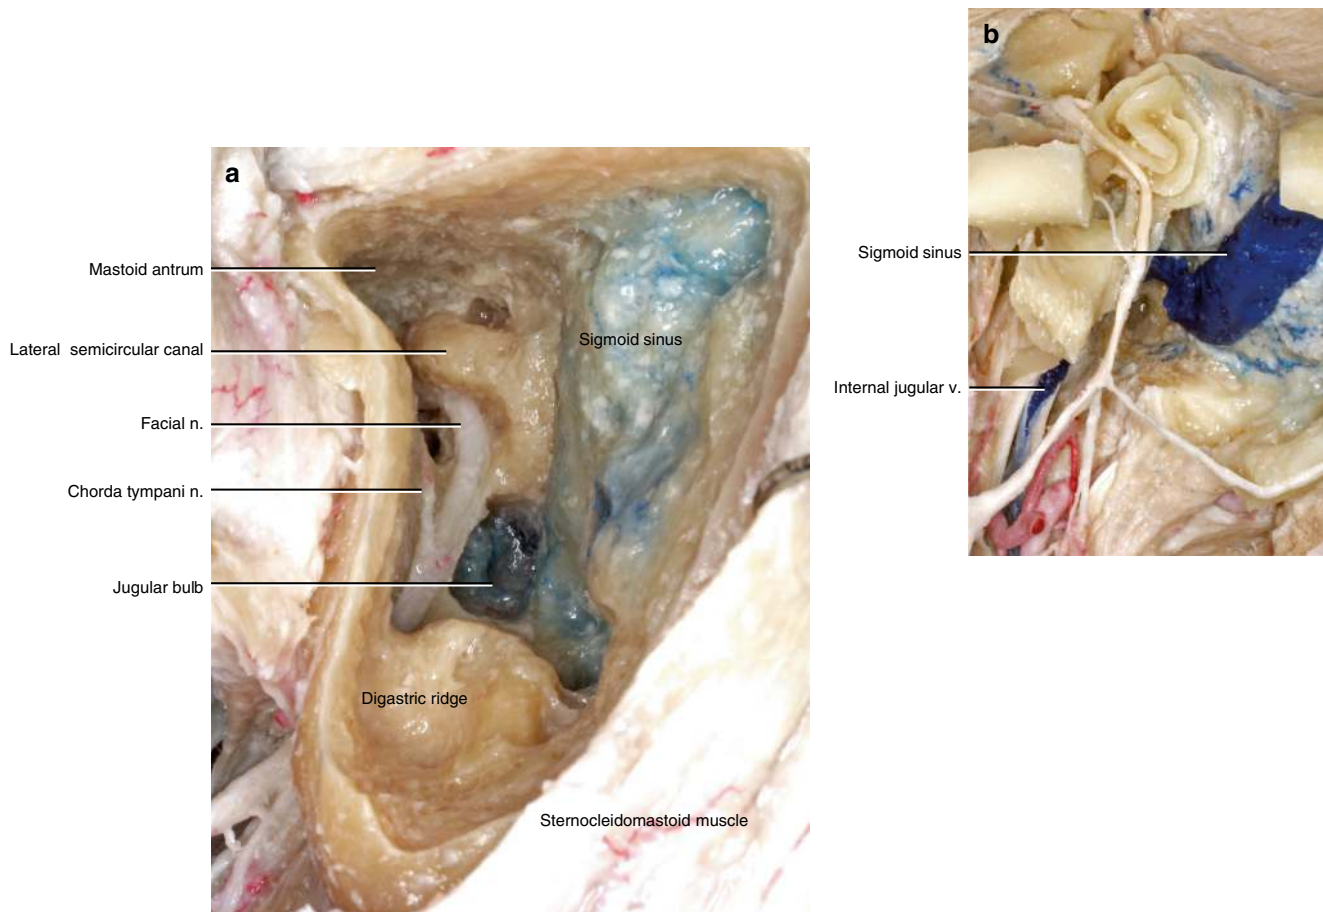 a
Mastoid antrum
Lateral semicircular canal
Facial n.
Chorda tympani n.
Jugular bulb
Sigmoid sinus
Digastric ridge
Sternocleidomastoid muscle
b
Sigmoid sinus
Internal jugular v.